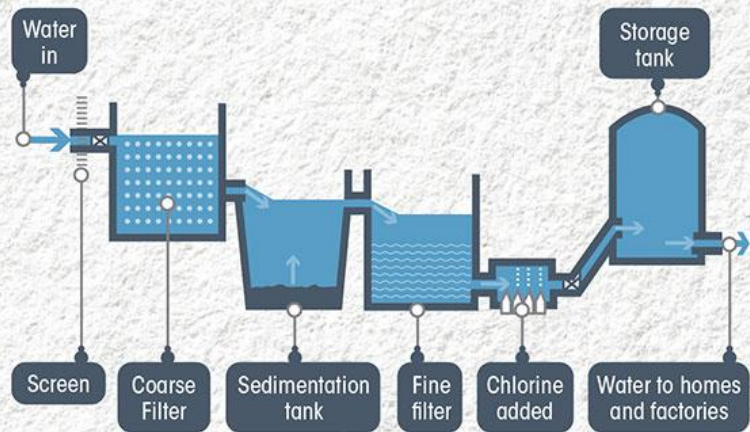 Water
in
Storage
tank
Screen
Coarse
Filter
Sedimentation
tank
Fine
filter
Chlorine
added
Water to homes
and factories